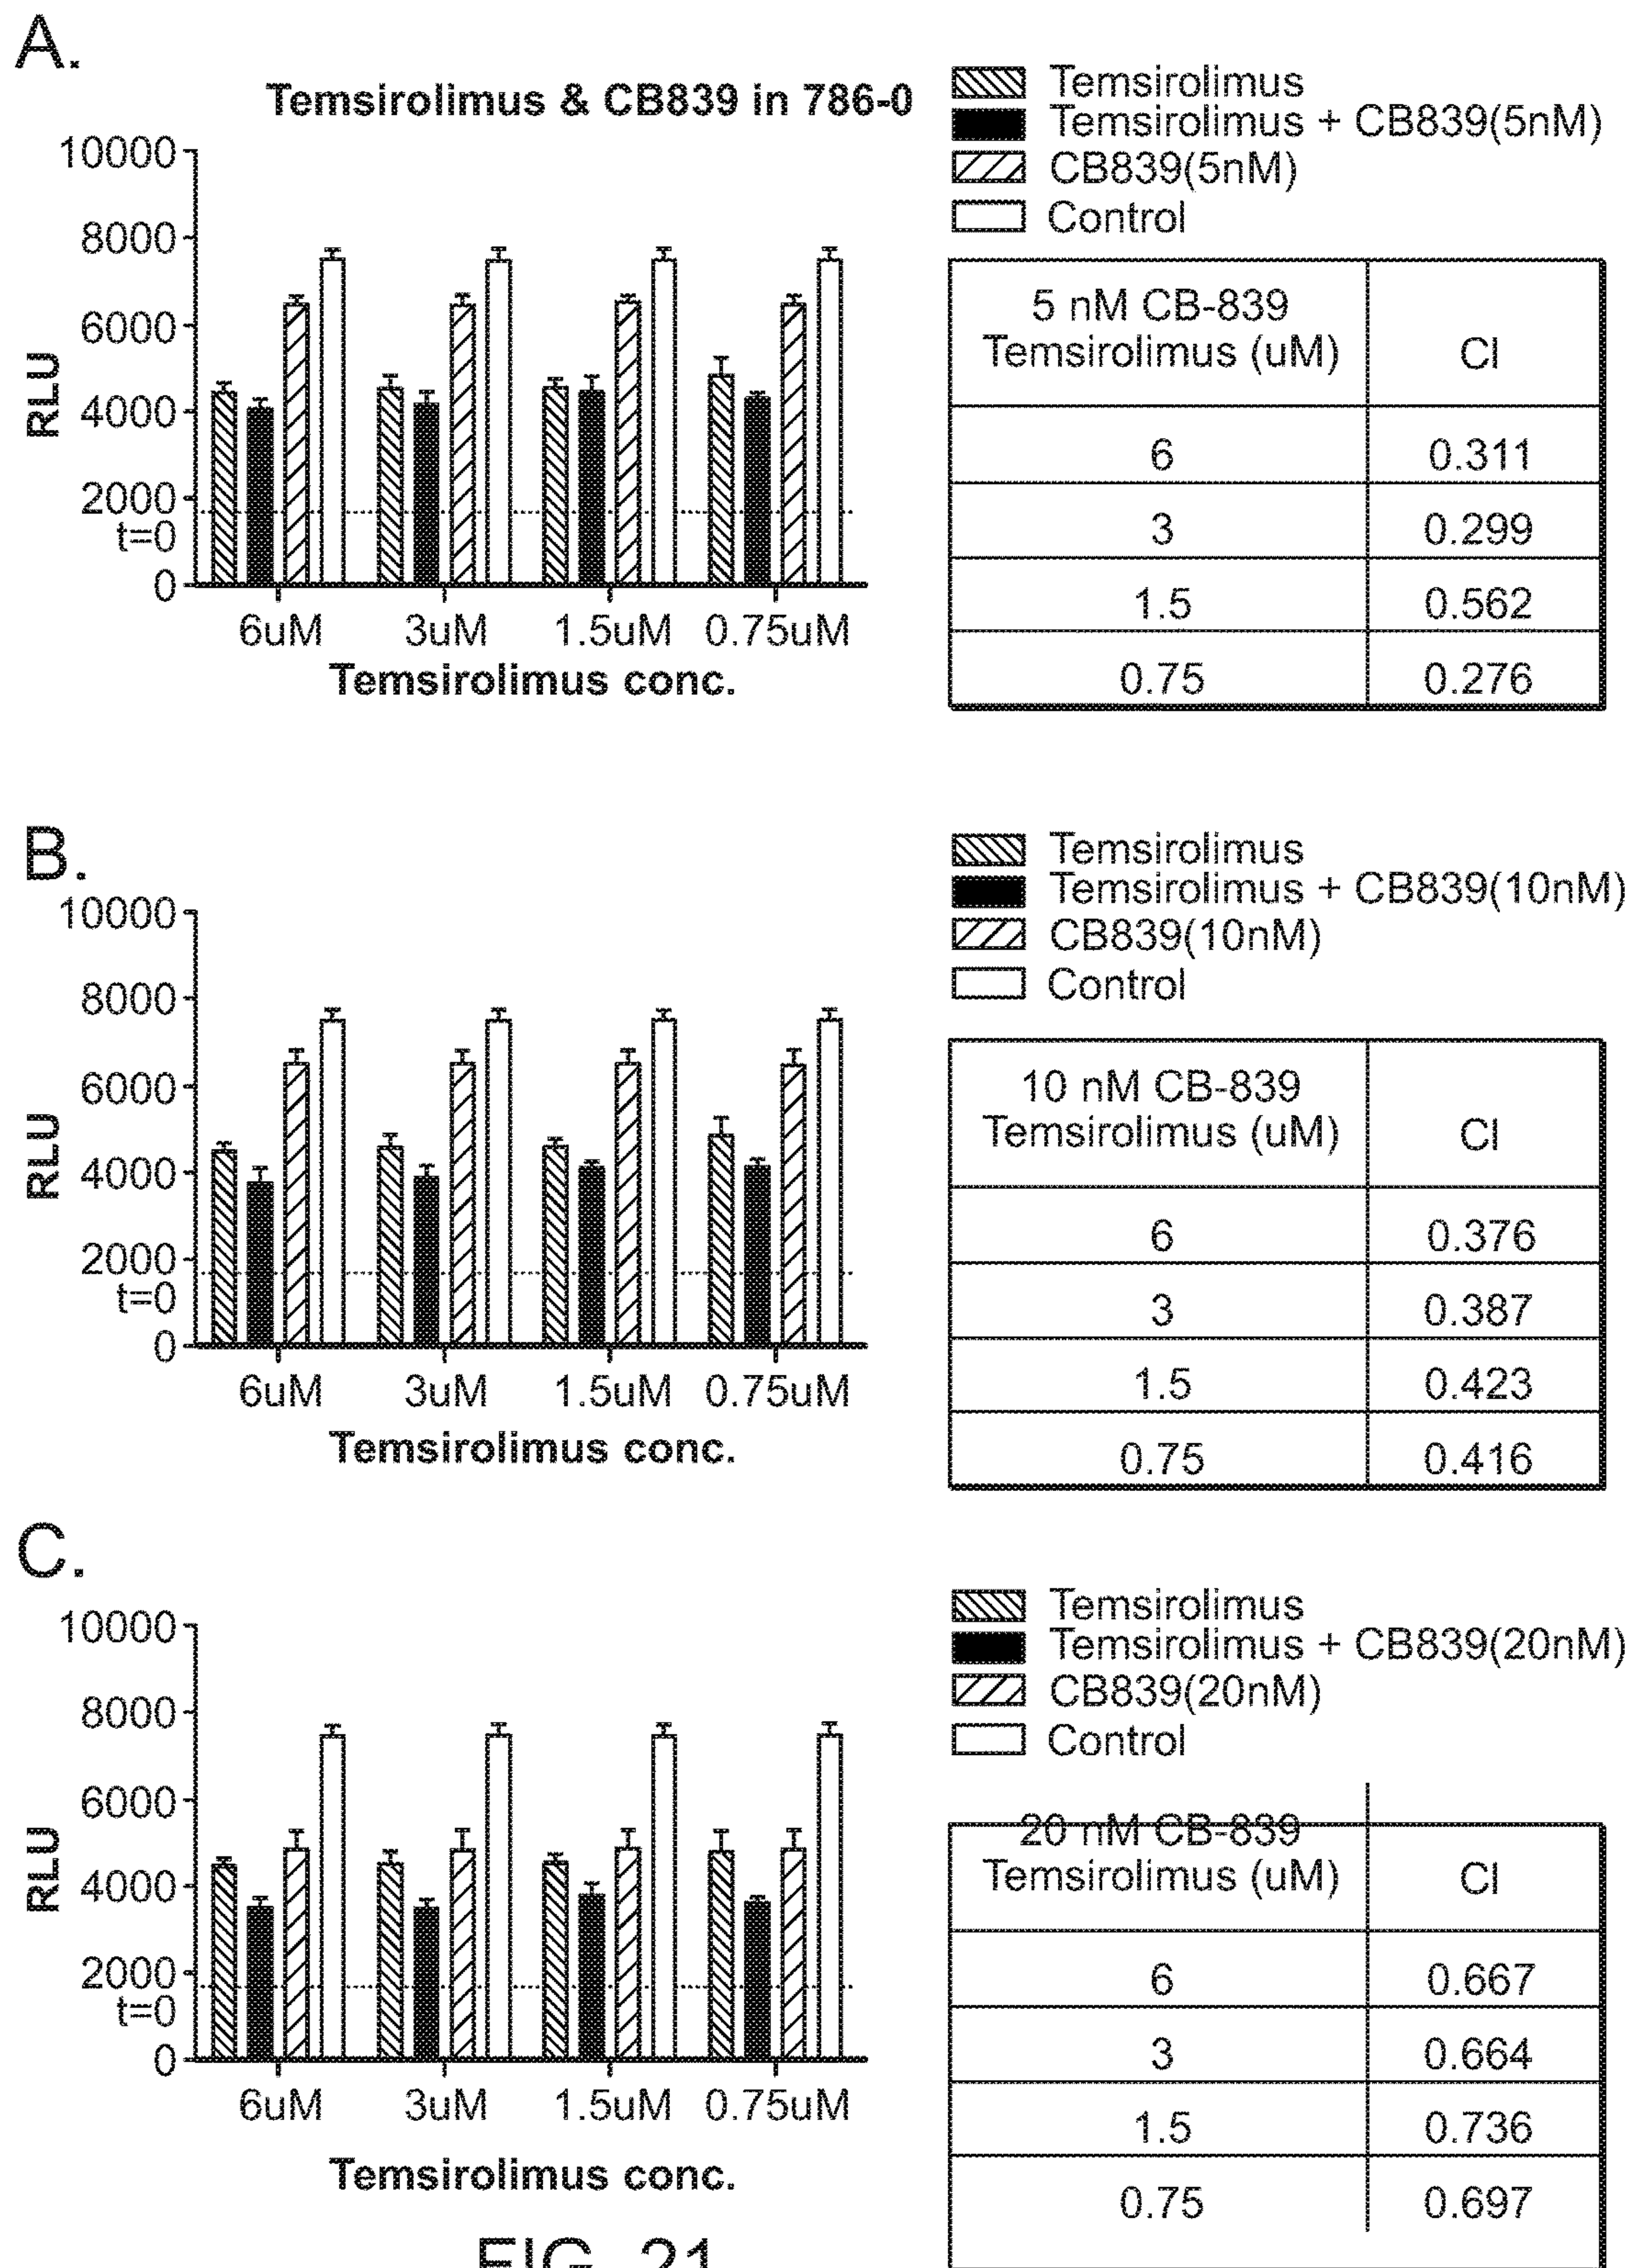 A.
Temsirolimus & CB839 in 786-0
Temsirolimus
Temsirolimus + CB839(5nM)
CB839(5nM)
Control
10000
8000
6000
4000
2000
t=0
0
RLU
6uM 3uM 1.5uM 0.75uM
Temsirolimus conc.
5 nM CB-839
Temsirolimus (uM) CI
6 0.311
3 0.299
1.5 0.562
0.75 0.276
B.
Temsirolimus
Temsirolimus + CB839(10nM)
CB839(10nM)
Control
10000
8000
6000
4000
2000
t=0
0
RLU
6uM 3uM 1.5uM 0.75uM
Temsirolimus conc.
10 nM CB-839
Temsirolimus (uM) CI
6 0.376
3 0.387
1.5 0.423
0.75 0.416
C.
Temsirolimus
Temsirolimus + CB839(20nM)
CB839(20nM)
Control
10000
8000
6000
4000
2000
t=0
0
RLU
6uM 3uM 1.5uM 0.75uM
Temsirolimus conc.
20 nM CB-839
Temsirolimus (uM) CI
6 0.667
3 0.664
1.5 0.736
0.75 0.697
FIG. 21